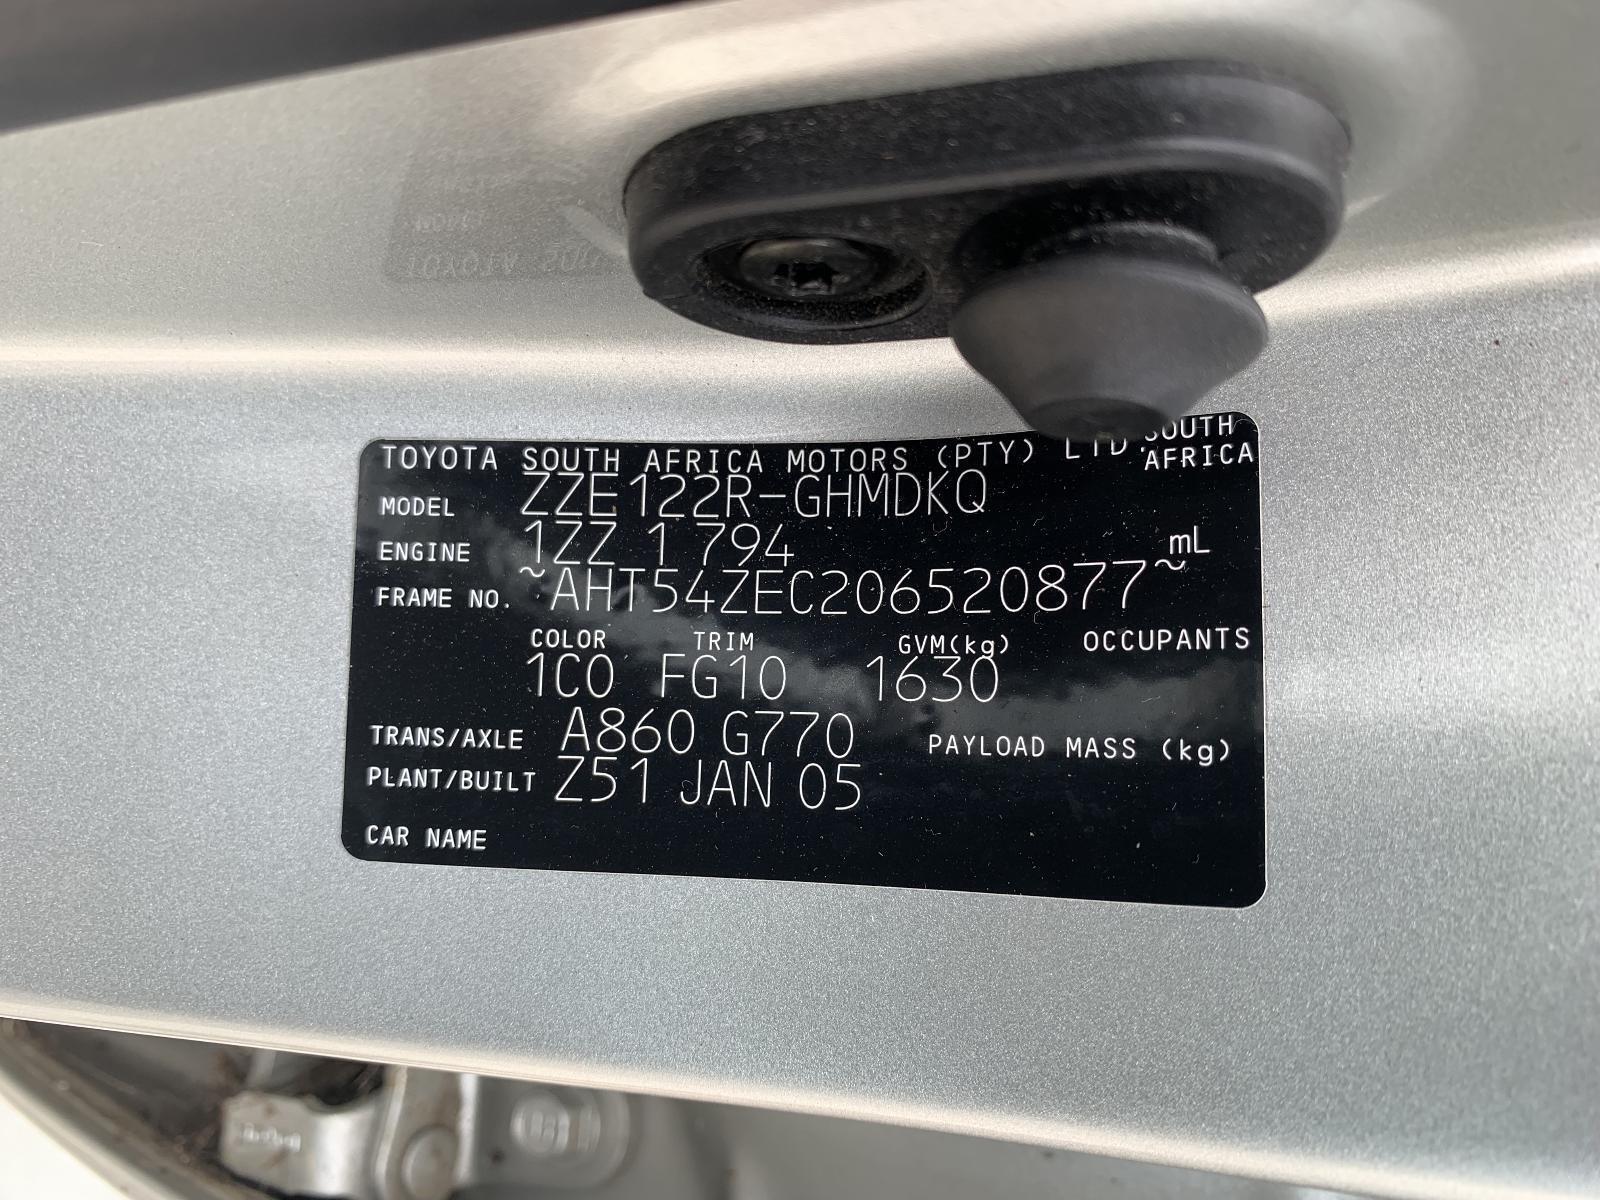 TOYOTA SOUTH AFRICA MOTORS (PTY) LTD. SOUTH AFRICA
MODEL ZZE122R-GHMDKQ
ENGINE 1ZZ 1 794 mL
FRAME NO. ~AHT54ZEC206520877~
COLOR TRIM GVM(kg) OCCUPANTS
1C0 FG10 1630
TRANS/AXLE A860 G770 PAYLOAD MASS (kg)
PLANT/BUILT Z51 JAN 05
CAR NAME